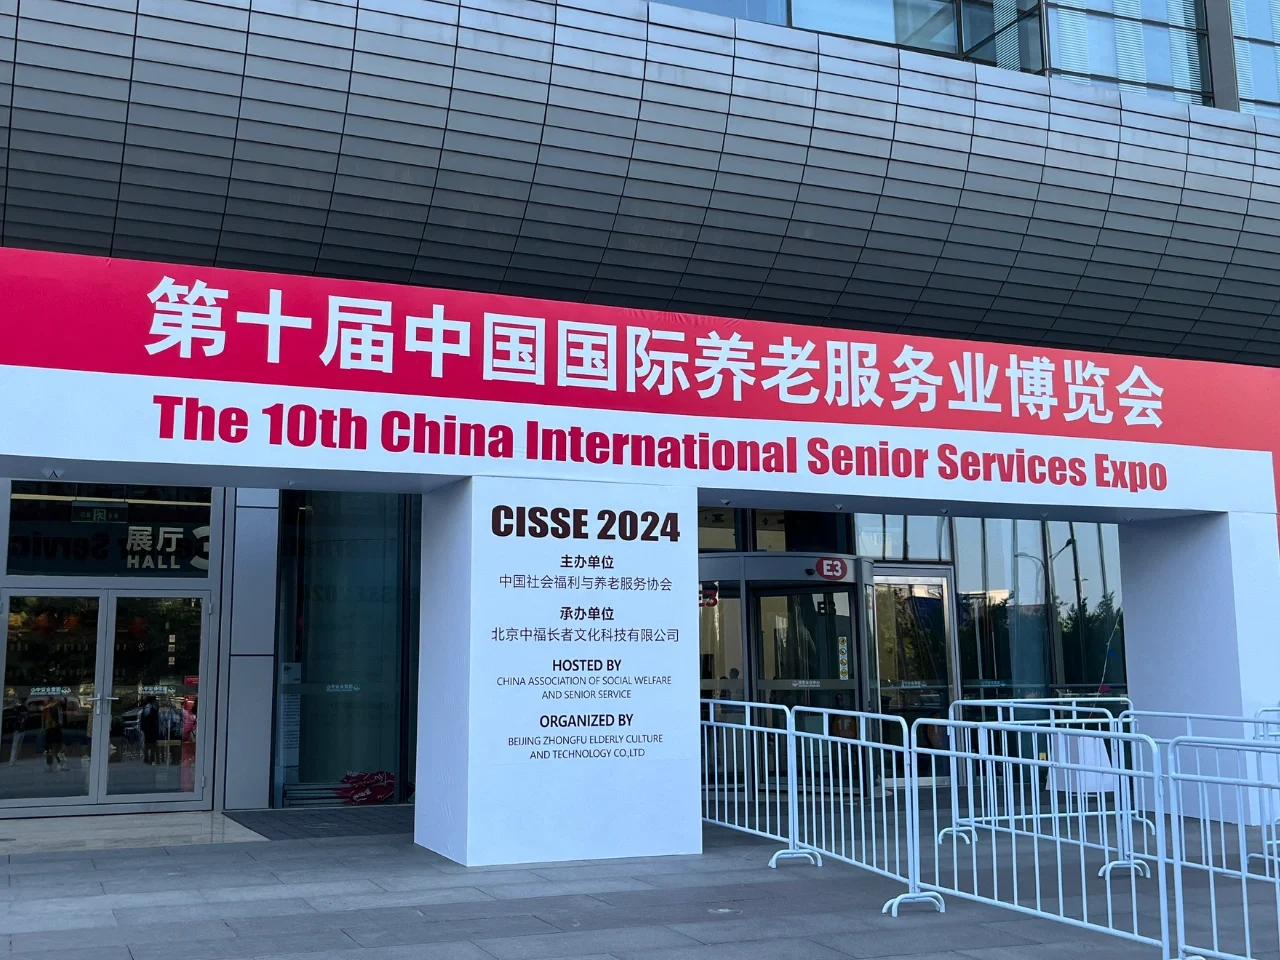 第十届中国国际养老服务业博览会
The 10th China International Senior Services Expo
CISSE 2024
主办单位
中国社会福利与养老服务协会
承办单位
北京中福长者文化科技有限公司
HOSTED BY
CHINA ASSOCIATION OF SOCIAL WELFARE
AND SENIOR SERVICE
ORGANIZED BY
BEIJING ZHONGFU ELDERLY CULTURE
AND TECHNOLOGY CO.,LTD
展厅
HALL
E3
E3